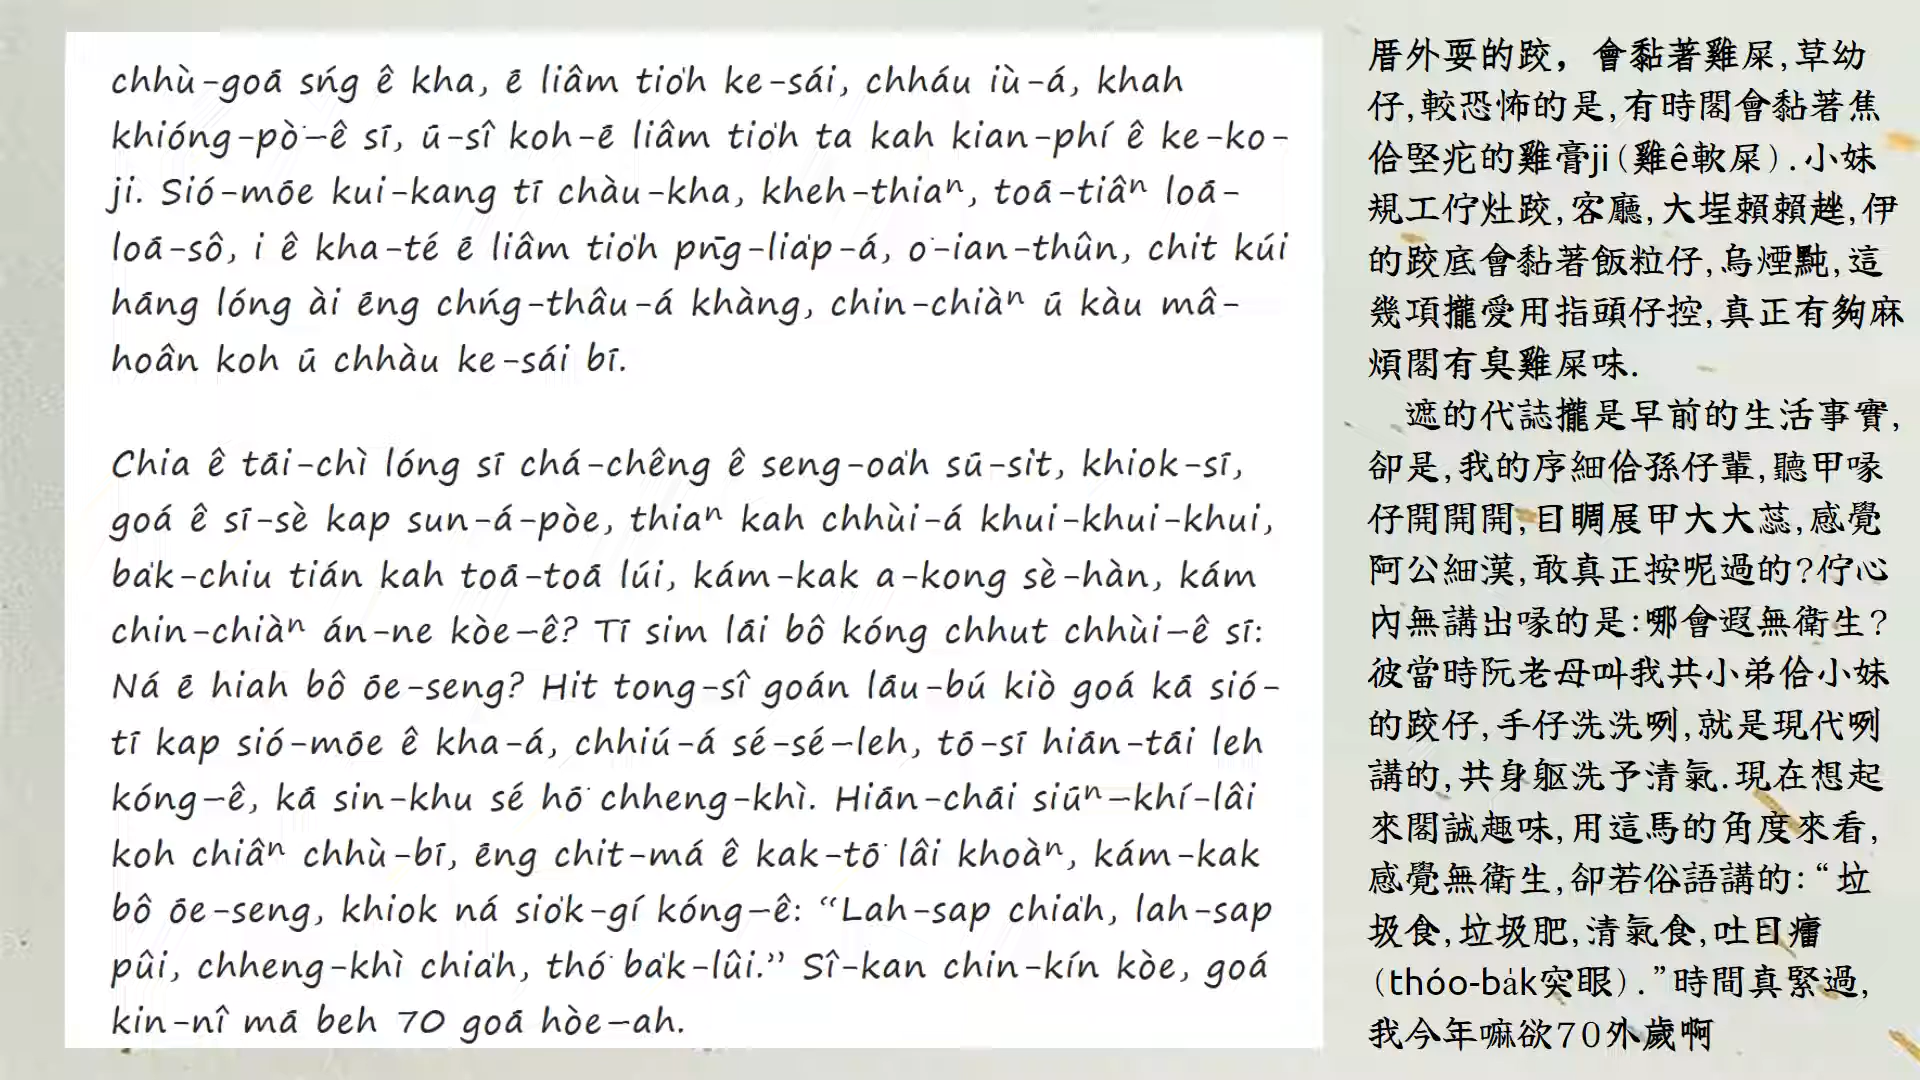 chhù-goā sńg ê kha, ē liâm tio̍h ke-sái, chháu iù-á, khah
khióng-pò͘--ê sī, ū-sî koh-ē liâm tio̍h ta kah kian-phí ê ke-ko-
ji. Sió-mōe kui-kang tī chàu-kha, kheh-thiaⁿ, toā-tiâⁿ loā-
loā-sô, i ê kha-té ē liâm tio̍h pn̄g-lia̍p-á, o͘-ian-thûn, chit kúi
hāng lóng ài ēng chńg-thâu-á khàng, chin-chiàⁿ ū kàu mâ-
hoân koh ū chhàu ke-sái bī.
Chia ê tāi-chì lóng sī chá-chêng ê seng-oa̍h sū-si̍t, khiok-sī,
goá ê sī-sè kap sun-á-pòe, thiaⁿ kah chhùi-á khui-khui-khui,
ba̍k-chiu tián kah toā-toā lúi, kám-kak a-kong sè-hàn, kám
chin-chiàⁿ án-ne kòe--ê? Tī sim lāi bô kóng chhut chhùi--ê sī:
Ná ē hiah bô ōe-seng? Hit tong-sî goán lāu-bú kiò goá kā sió-
tī kap sió-mōe ê kha-á, chhiú-á sé-sé--leh, tō-sī hiān-tāi leh
kóng--ê, kā sin-khu sé hō͘ chheng-khì. Hiān-chāi siūⁿ--khí-lâi
koh chiâⁿ chhù-bī, ēng chit-má ê kak-tō͘ lâi khoàⁿ, kám-kak
bô ōe-seng, khiok ná sio̍k-gí kóng--ê: “Lah-sap chia̍h, lah-sap
pûi, chheng-khì chia̍h, thó͘ ba̍k-lûi.” Sî-kan chin-kín kòe, goá
kin-nî mā beh 70 goā hòe--ah.
厝外耍的跤，會黏著雞屎,草幼
仔,較恐怖的是,有時閣會黏著焦
佮堅疕的雞膏ji(雞ê軟屎).小妹
規工佇灶跤,客廳,大埕賴賴趖,伊
的跤底會黏著飯粒仔,烏煙黗,這
幾項攏愛用指頭仔控,真正有夠麻
煩閣有臭雞屎味.
遮的代誌攏是早前的生活事實,
卻是,我的序細佮孫仔輩,聽甲喙
仔開開開,目睭展甲大大蕊,感覺
阿公細漢,敢真正按呢過的?佇心
內無講出喙的是:哪會遐無衛生?
彼當時阮老母叫我共小弟佮小妹
的跤仔,手仔洗洗咧,就是現代咧
講的,共身軀洗予清氣.現在想起
來閣誠趣味,用這馬的角度來看,
感覺無衛生,卻若俗語講的:“垃
圾食,垃圾肥,清氣食,吐目癗
(thóo-ba̍k突眼).”時間真緊過,
我今年嘛欲70外歲啊